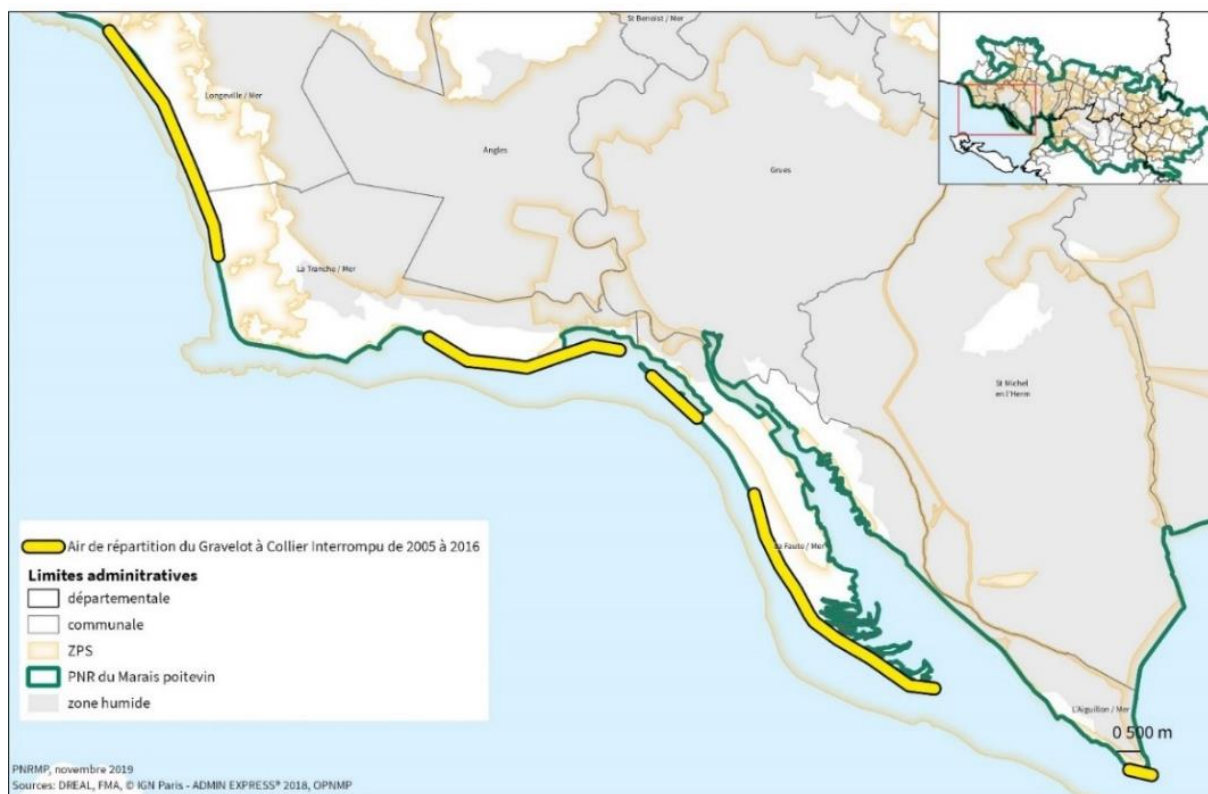 St Benoist / Mer
Longeville / Mer
Angles
Grues
La Tranche / Mer
St Michel
en l'Herm
La Faute / Mer
L'Aiguillon / Mer
0 500 m
Air de répartition du Gravelot à Collier Interrompu de 2005 à 2016
Limites adminitratives
départementale
communale
ZPS
PNR du Marais poitevin
zone humide
PNRMP, novembre 2019
Sources: DREAL, FMA, © IGN Paris - ADMIN EXPRESS® 2018, OPNMP